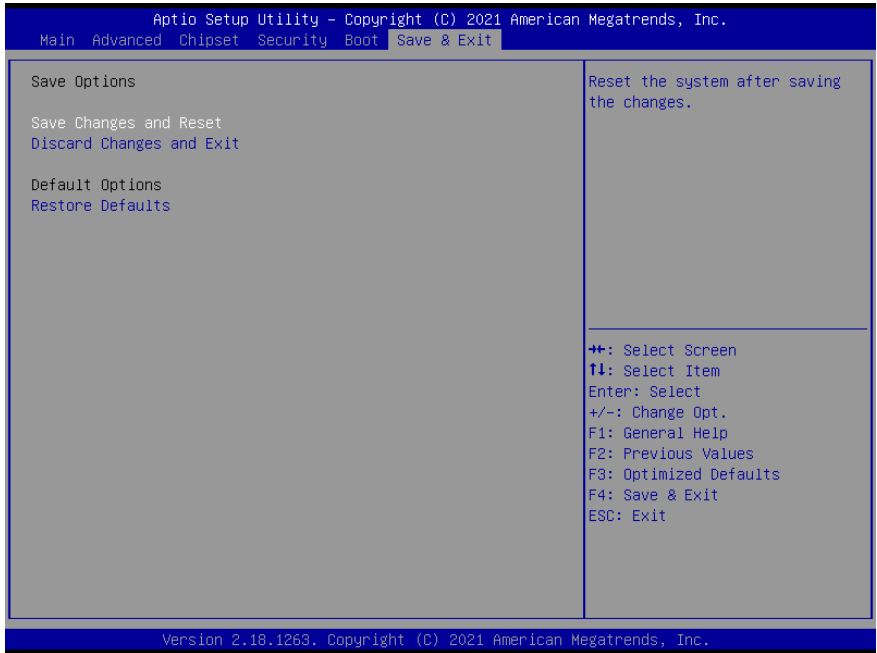 Aptio Setup Utility – Copyright (C) 2021 American Megatrends, Inc.
Main Advanced Chipset Security Boot Save & Exit
Save Options
Save Changes and Reset
Discard Changes and Exit
Default Options
Restore Defaults
Reset the system after saving
the changes.
→←: Select Screen
↑↓: Select Item
Enter: Select
+/-: Change Opt.
F1: General Help
F2: Previous Values
F3: Optimized Defaults
F4: Save & Exit
ESC: Exit
Version 2.18.1263. Copyright (C) 2021 American Megatrends, Inc.